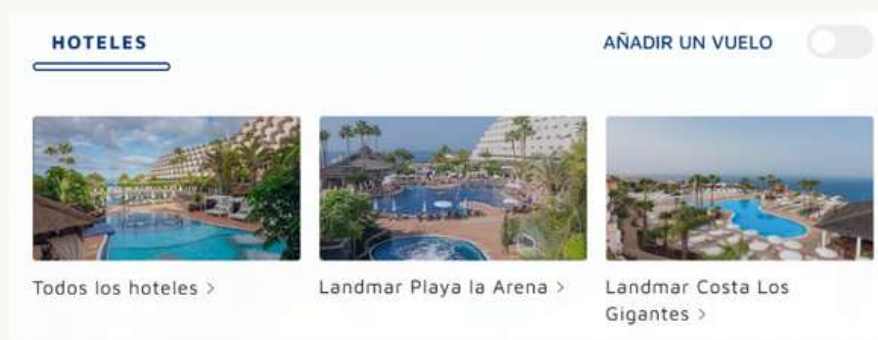 HOTELES
AÑADIR UN VUELO
Todos los hoteles >
Landmar Playa la Arena >
Landmar Costa Los
Gigantes >